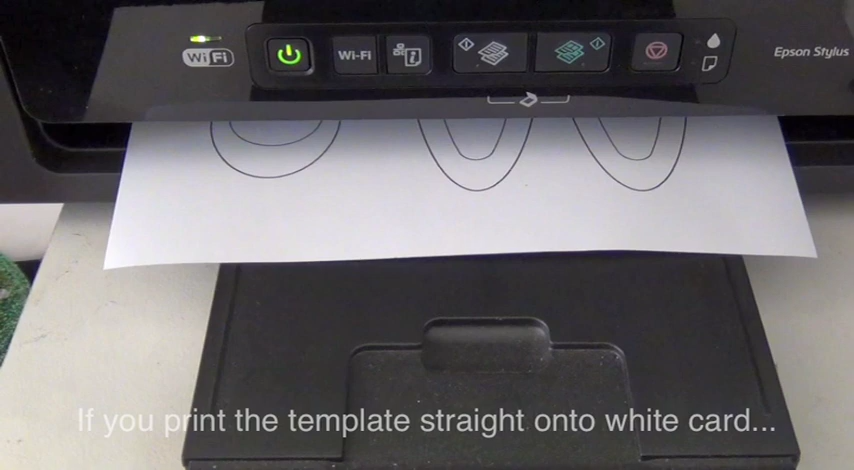 WiFi
Wi-Fi
i
Epson Stylus
If you print the template straight onto white card...